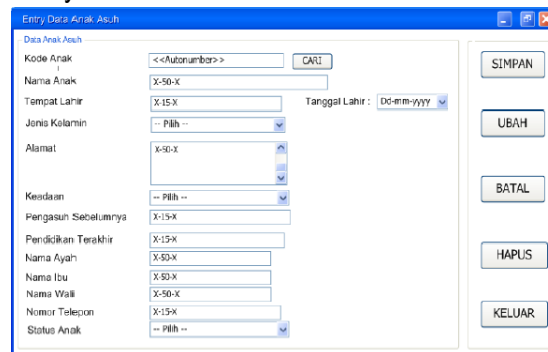 Entry Data Anak Asuh
Data Anak Asuh
Kode Anak <<Autonumber>> CARI
Nama Anak X-50-X
Tempat Lahir X-15-X Tanggal Lahir : Dd-mm-yyyy
Jenis Kelamin -- Pilih --
Alamat X-50-X
Keadaan -- Pilih --
Pengasuh Sebelumnya X-15-X
Pendidikan Terakhir X-15-X
Nama Ayah X-50-X
Nama Ibu X-50-X
Nama Wali X-50-X
Nomor Telepon X-15-X
Status Anak -- Pilih --
SIMPAN
UBAH
BATAL
HAPUS
KELUAR